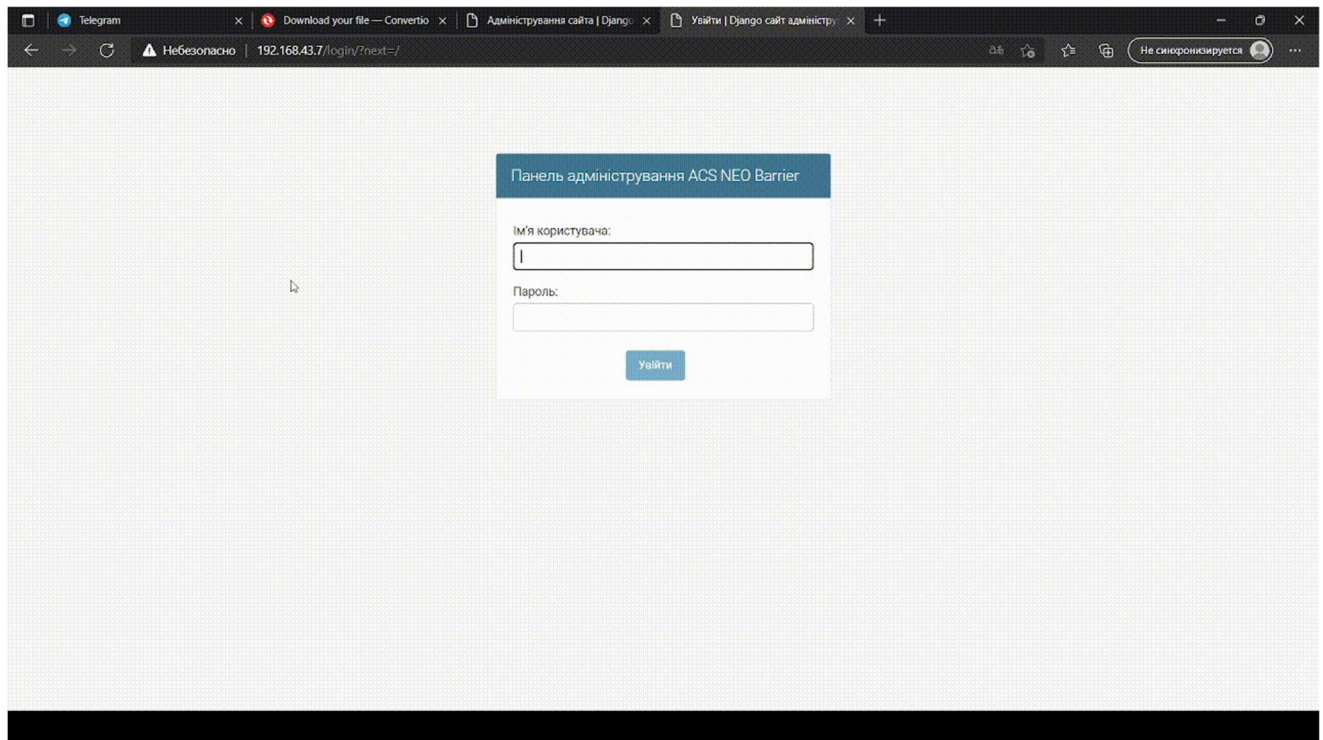 Telegram
Download your file — Convertio
Адміністрування сайта | Django
Увійти | Django сайт адміністру
Небезопасно | 192.168.43.7/login/?next=/
Не синхронизируется
Панель адміністрування ACS NEO Barrier
Ім'я користувача:
Пароль:
Увійти